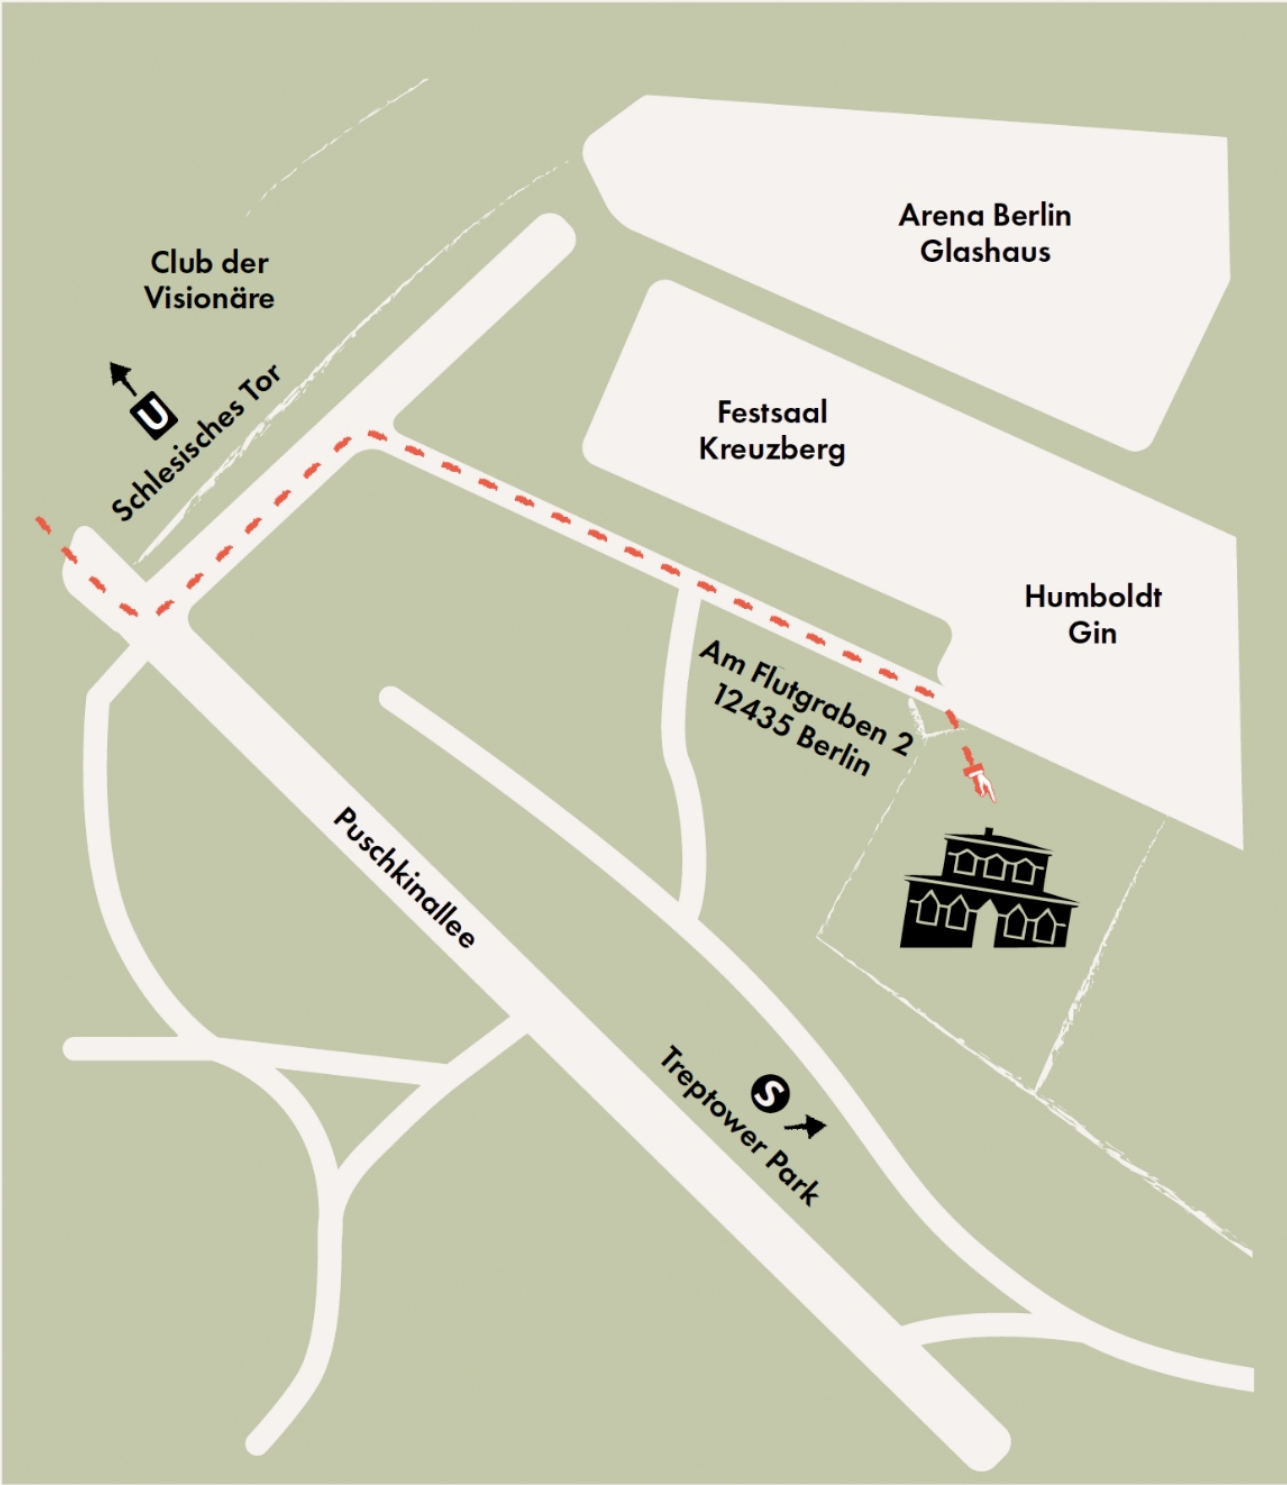 Arena Berlin
Glashaus
Club der
Visionäre
U
Schlesisches Tor
Festsaal
Kreuzberg
Humboldt
Gin
Am Flutgraben 2
12435 Berlin
Puschkinallee
S
Treptower Park